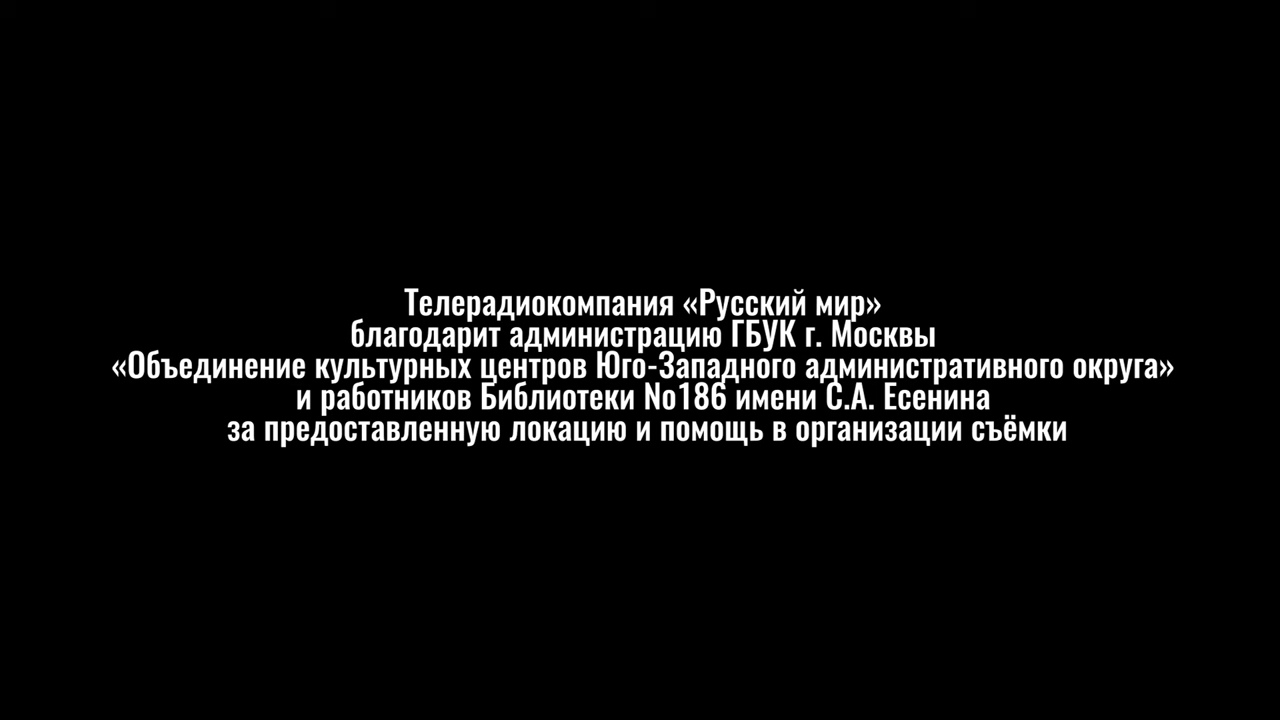 Телерадиокомпания «Русский мир»
благодарит администрацию ГБУК г. Москвы
«Объединение культурных центров Юго-Западного административного округа»
и работников Библиотеки No186 имени С.А. Есенина
за предоставленную локацию и помощь в организации съёмки